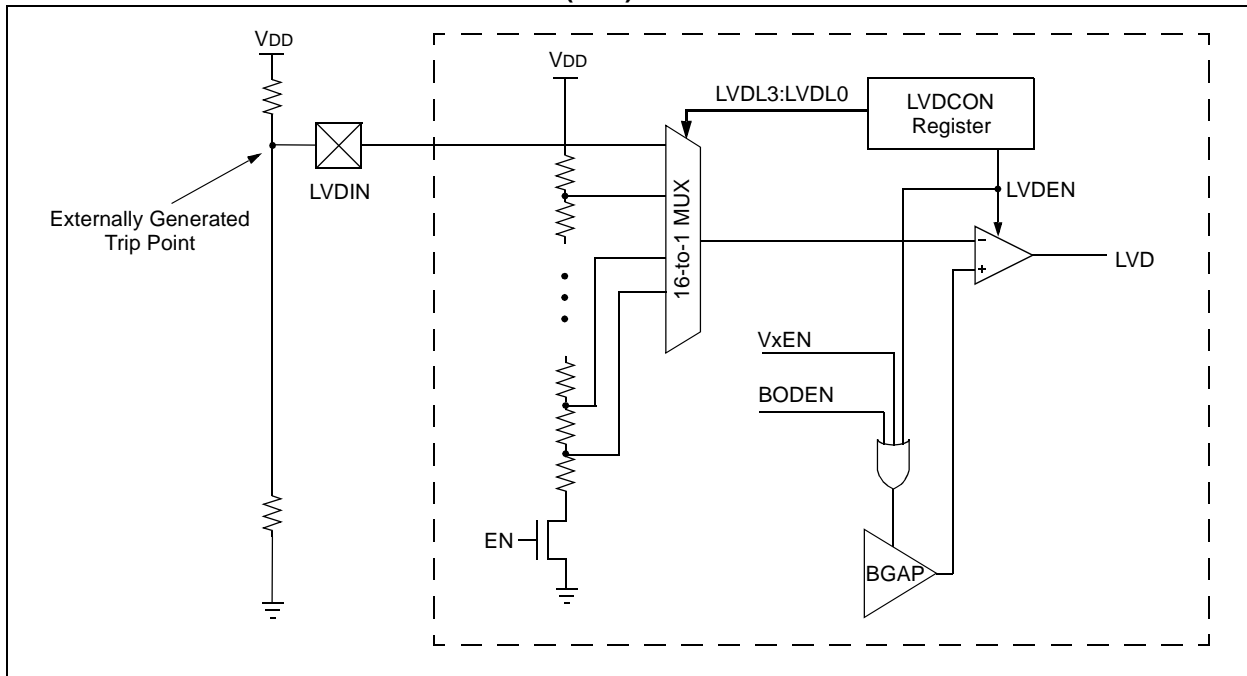 VDD
VDD
LVDL3:LVDL0
LVDCON
Register
LVDIN
LVDEN
Externally Generated
Trip Point
16-to-1 MUX
–
+
LVD
VxEN
BODEN
EN
BGAP